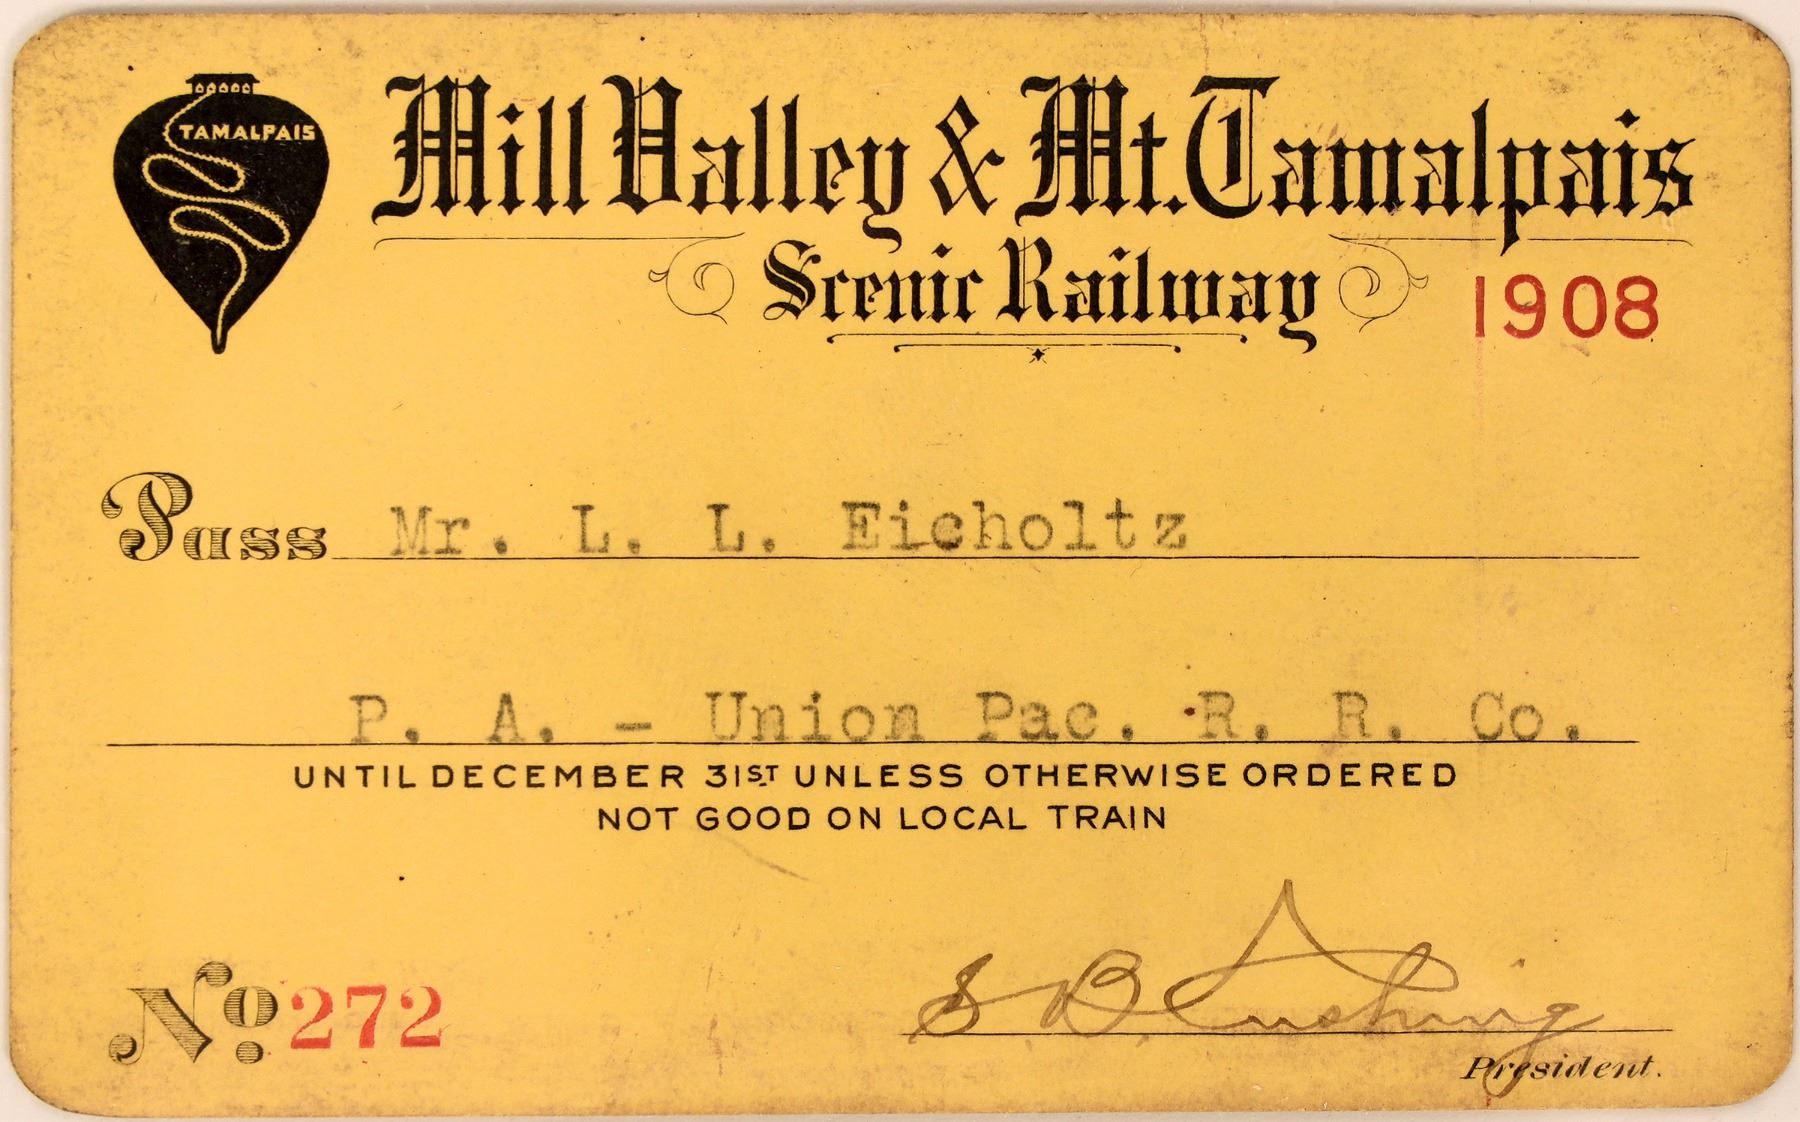 TAMALPAIS
Mill Valley & Mt. Tamalpais
Scenic Railway
1908
Pass Mr. L. L. Eicholtz
P. A. - Union Pac. R. R. Co.
UNTIL DECEMBER 31ST UNLESS OTHERWISE ORDERED
NOT GOOD ON LOCAL TRAIN
No 272
S B Cushing
President.